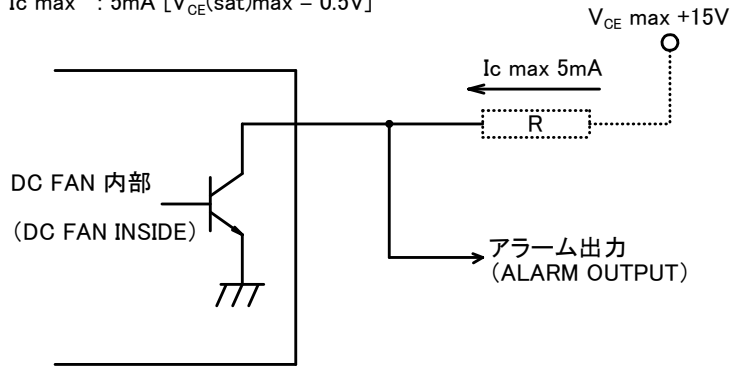 Ic max : 5mA [VCE(sat)max = 0.5V]
VCE max +15V
Ic max 5mA
R
DC FAN 内部
（DC FAN INSIDE）
アラーム出力
（ALARM OUTPUT）